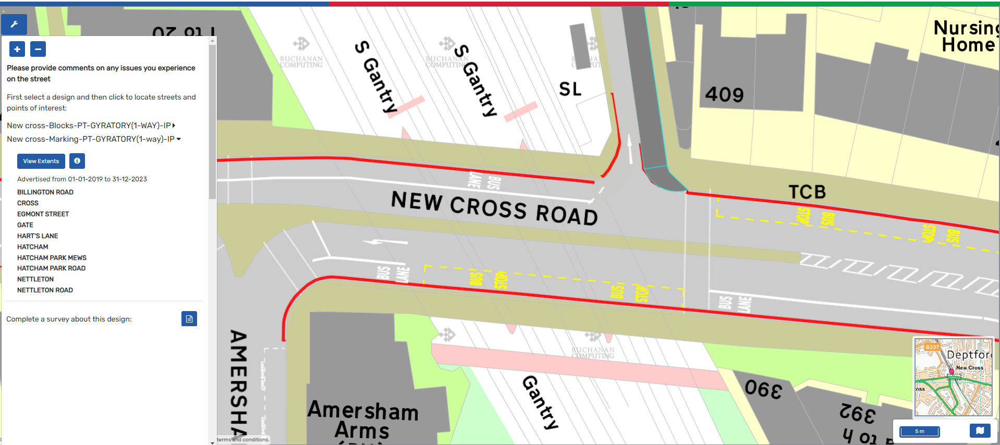 Please provide comments on any issues you experience
on the street
First select a design and then click to locate streets and
points of interest:
New cross-Blocks-PT-GYRATORY(1-WAY)-IP
New cross-Marking-PT-GYRATORY(1-way)-IP
View Extents
Advertised from 01-01-2019 to 31-12-2023
BILLINGTON ROAD
CROSS
EGMONT STREET
GATE
HART'S LANE
HATCHAM
HATCHAM PARK MEWS
HATCHAM PARK ROAD
NETTLETON
NETTLETON ROAD
Complete a survey about this design:
1 to 20
BUCHANAN
COMPUTING
S Gantry
BUCHANAN
COMPUTING
S Gantry
SL
409
Nursing
Home
BUS
LANE
NEW CROSS ROAD
TCB
BUS
STOP
BUS
STOP
BUS
LANE
BUS
STOP
BUS
STOP
BUS
LANE
AMERSHA
Amersham
Arms
BUCHANAN
COMPUTING
Gantry
390
392
B207
Deptfor
New Cross
oss
5 m
terms and conditions.